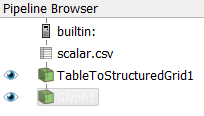 Pipeline Browser
builtin:
scalar.csv
TableToStructuredGrid1
Glyph1